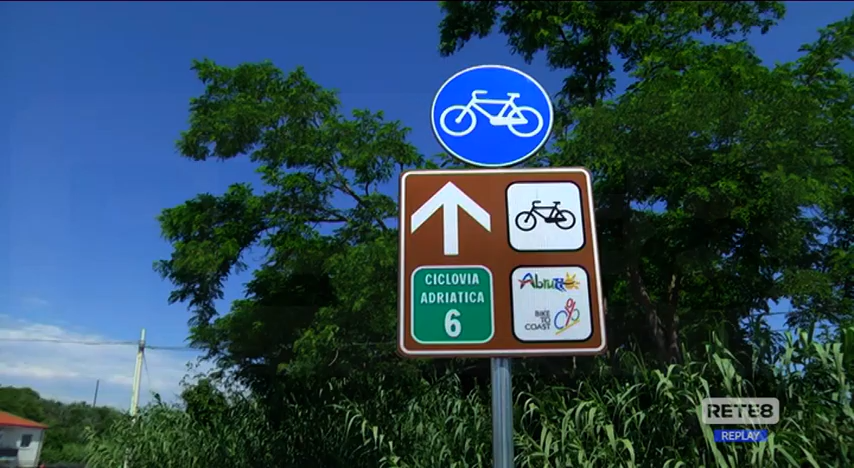 CICLOVIA
ADRIATICA
6
Abruzzo
BIKE
TO
COAST
RETE8
REPLAY